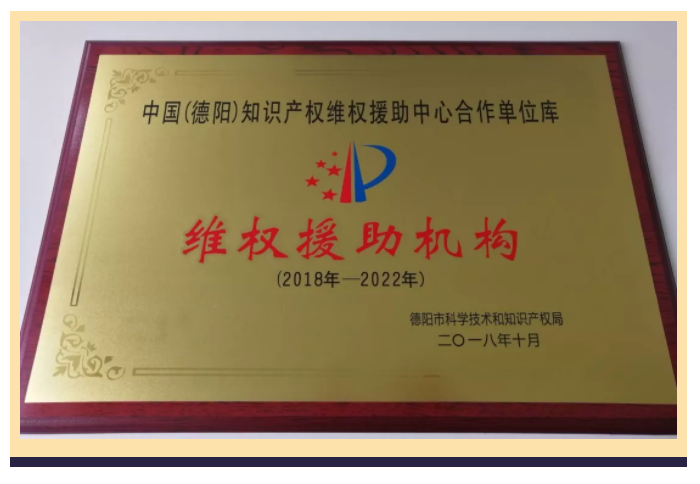 中国(德阳)知识产权维权援助中心合作单位库
维权援助机构
(2018年—2022年)
德阳市科学技术和知识产权局
二〇一八年十月